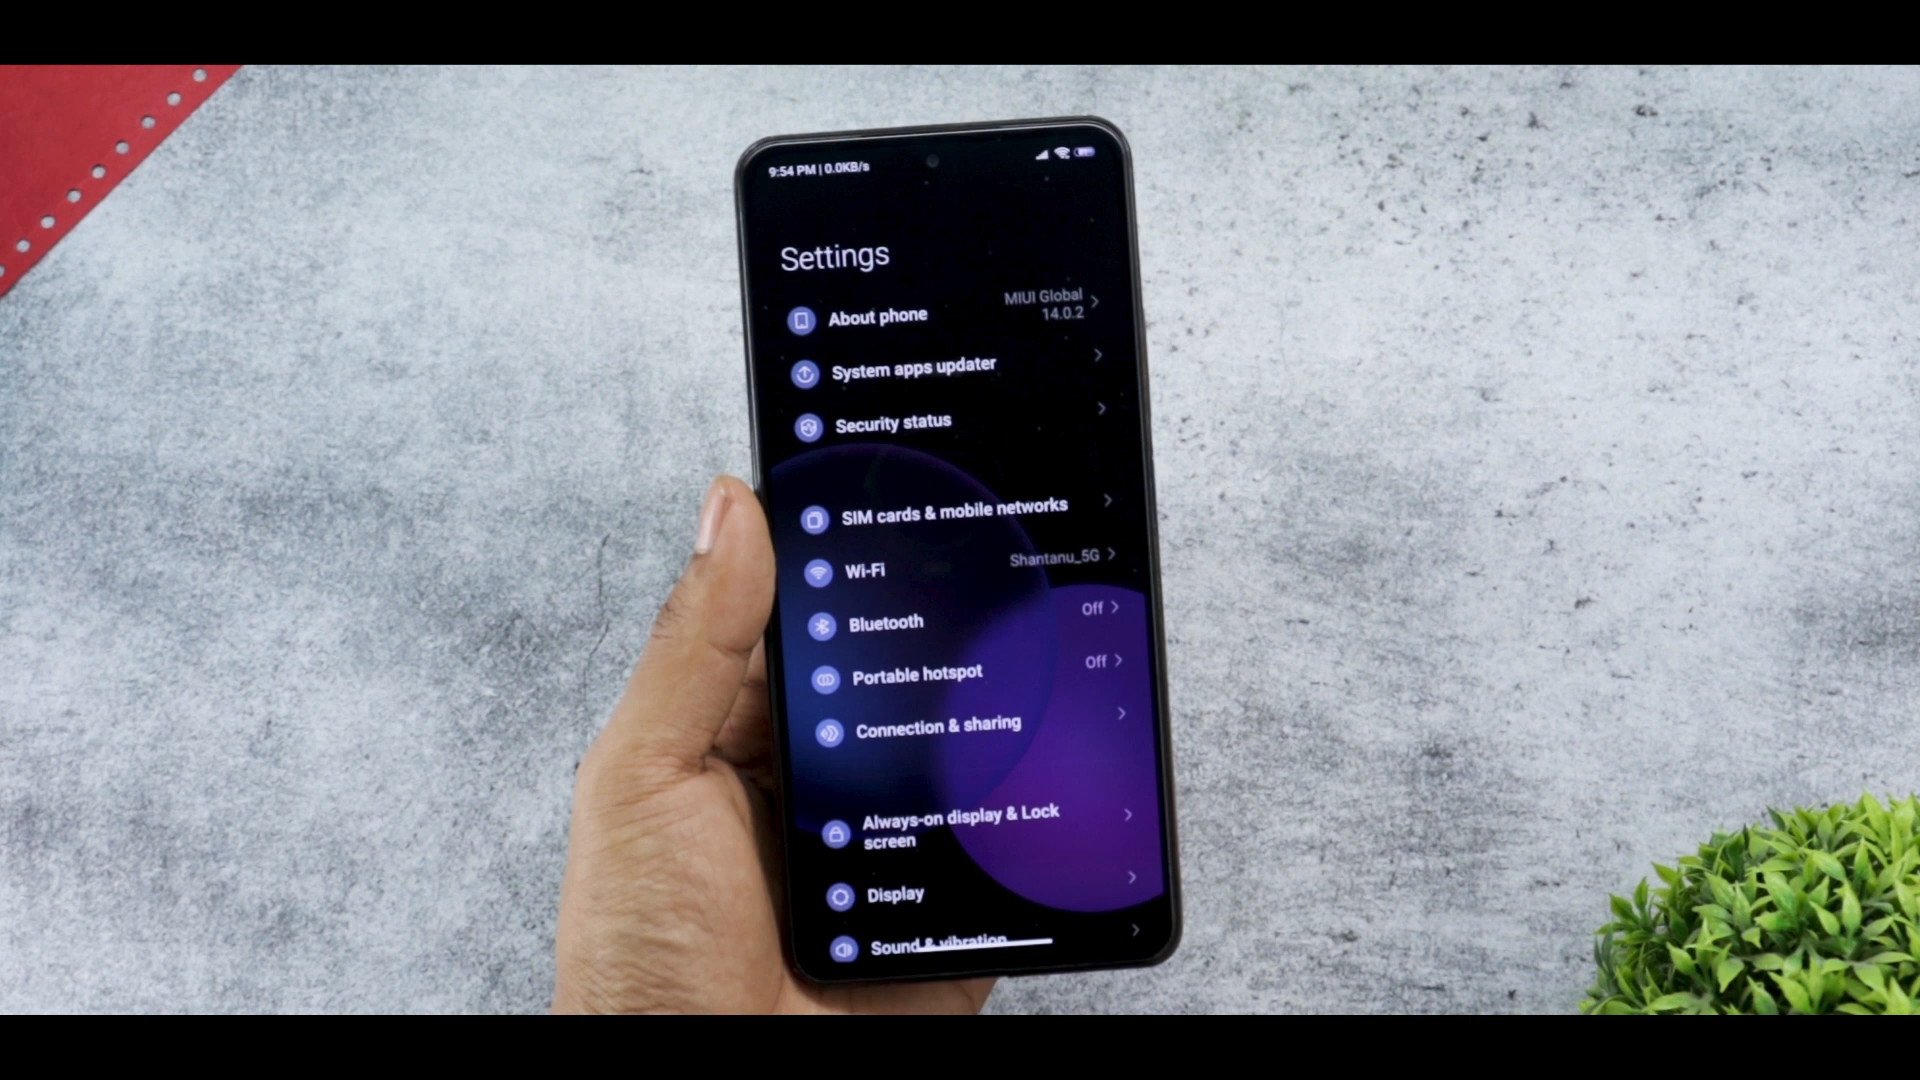 9:54 PM | 0.0KB/s
Settings
About phone
MIUI Global
14.0.2
System apps updater
Security status
SIM cards & mobile networks
Wi-Fi
Shantanu_5G
Bluetooth
Off
Portable hotspot
Off
Connection & sharing
Always-on display & Lock
screen
Display
Sound & vibration